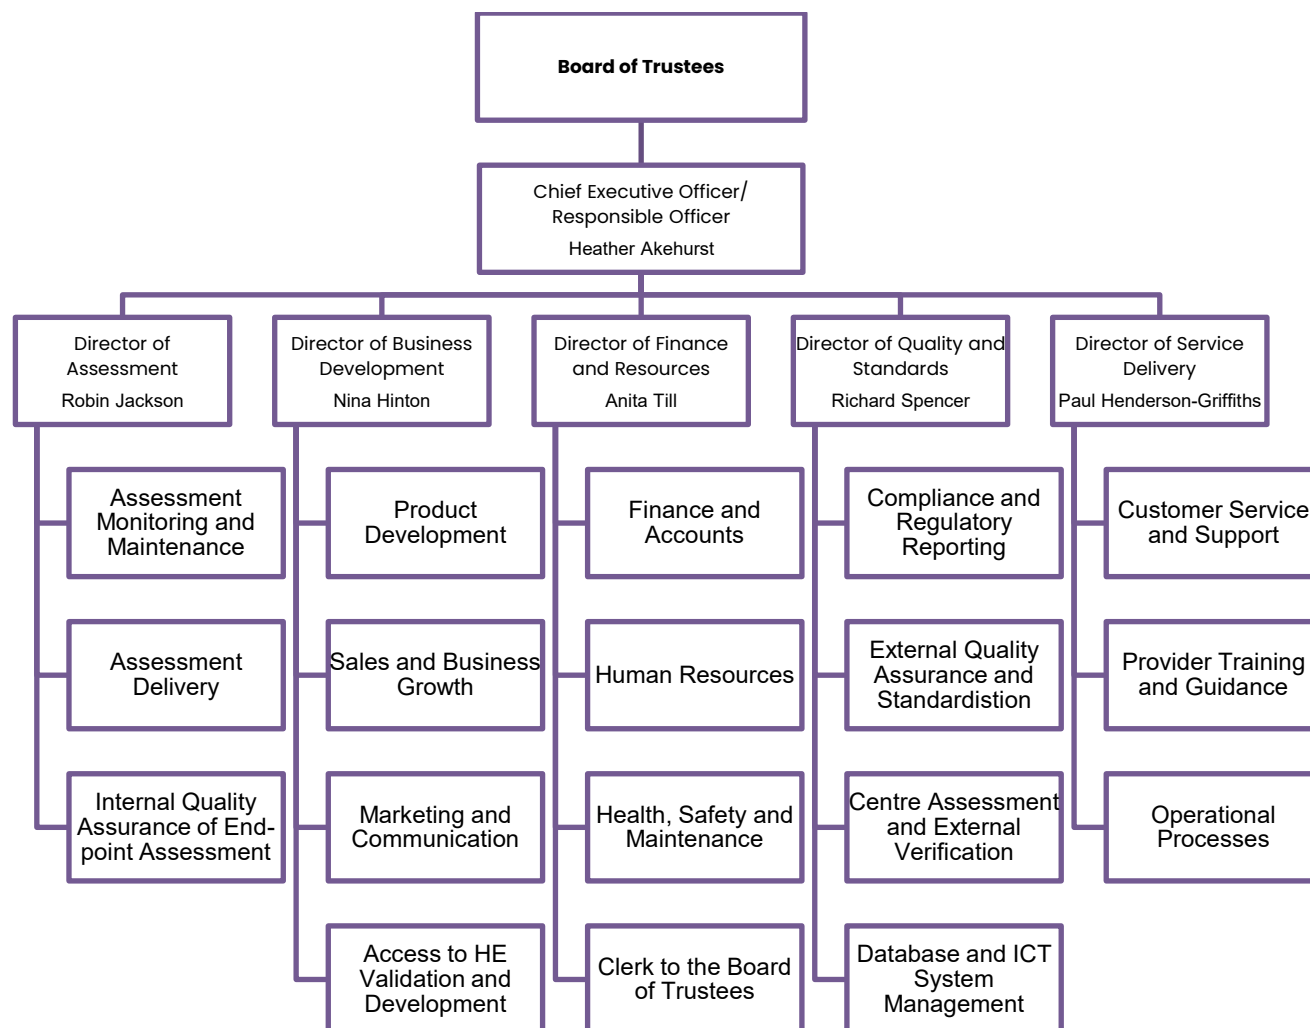 Board of Trustees
Chief Executive Officer/
Responsible Officer
Heather Akehurst
Director of
Assessment
Robin Jackson
Director of Business
Development
Nina Hinton
Director of Finance
and Resources
Anita Till
Director of Quality and
Standards
Richard Spencer
Director of Service
Delivery
Paul Henderson-Griffiths
Assessment
Monitoring and
Maintenance
Product
Development
Finance and
Accounts
Compliance and
Regulatory
Reporting
Customer Service
and Support
Assessment
Delivery
Sales and Business
Growth
Human Resources
External Quality
Assurance and
Standardistion
Provider Training
and Guidance
Internal Quality
Assurance of End-
point Assessment
Marketing and
Communication
Health, Safety and
Maintenance
Centre Assessment
and External
Verification
Operational
Processes
Access to HE
Validation and
Development
Clerk to the Board
of Trustees
Database and ICT
System
Management